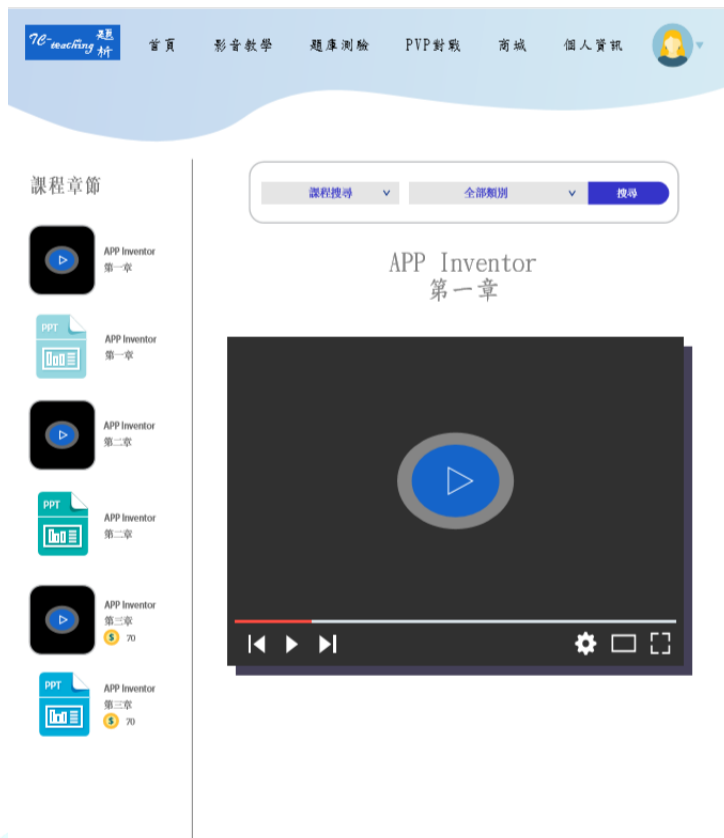 7C-teaching 題析
首頁 影音教學 題庫測驗 PVP對戰 商城 個人資訊
課程章節
APP Inventor
第一章
PPT
APP Inventor
第一章
APP Inventor
第二章
PPT
APP Inventor
第二章
APP Inventor
第三章
$ 70
PPT
APP Inventor
第三章
$ 70
課程搜尋 全部類別 搜尋
APP Inventor
第一章